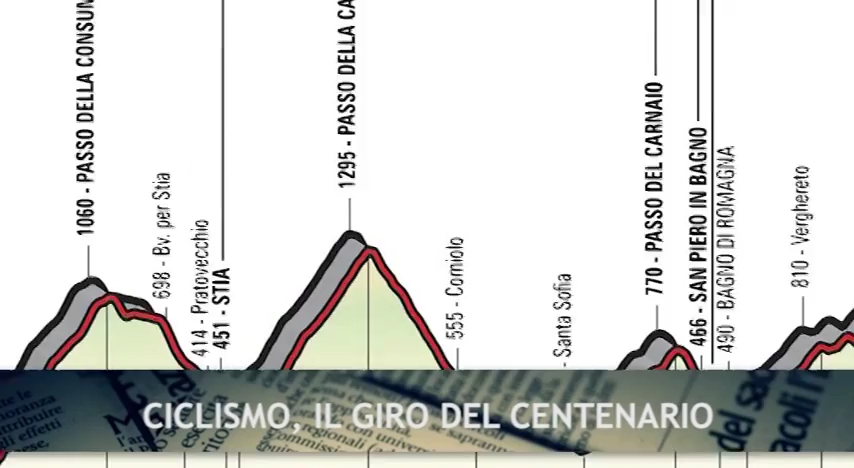 1060 - PASSO DELLA
698 - Bv. per Stia
414 - Pratovecchio
451 - STIA
1295 - PASSO DELLA
555 - Corniolo
- Santa Sofia
770 - PASSO DEL CARNAIO
466 - SAN PIERO IN BAGNO
490 - BAGNO DI ROMAGNA
810 - Verghereto
CICLISMO, IL GIRO DEL CENTENARIO